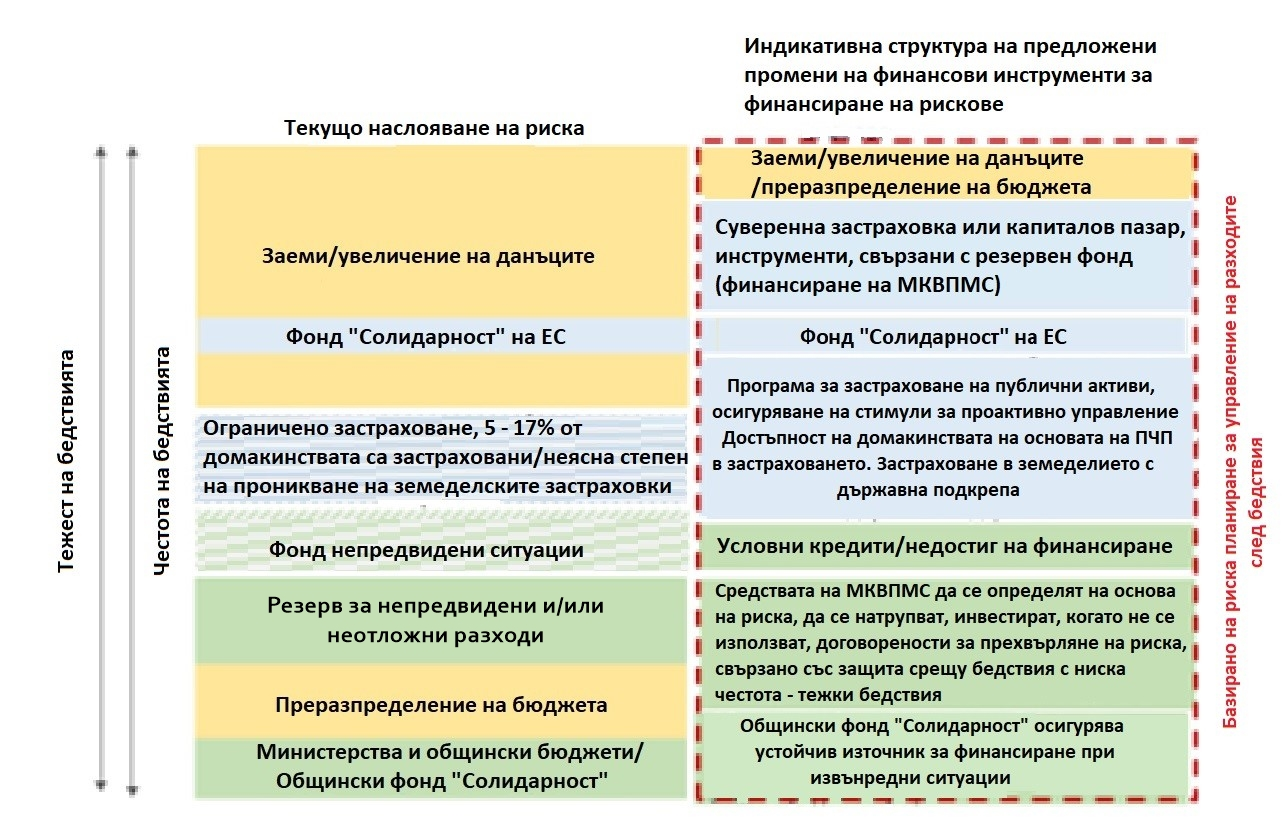 Индикативна структура на предложени
промени на финансови инструменти за
финансиране на рискове
Текущо наслояване на риска
Тежест на бедствията
Честота на бедствията
Заеми/увеличение на данъците
Фонд "Солидарност" на ЕС
Ограничено застраховане, 5 - 17% от
домакинствата са застраховани/неясна степен
на проникване на земеделските застраховки
Фонд непредвидени ситуации
Резерв за непредвидени и/или
неотложни разходи
Преразпределение на бюджета
Министерства и общински бюджети/
Общински фонд "Солидарност"
Заеми/увеличение на данъците
/преразпределение на бюджета
Суверенна застраховка или капиталов пазар,
инструменти, свързани с резервен фонд
(финансиране на МКВПМС)
Фонд "Солидарност" на ЕС
Програма за застраховане на публични активи,
осигуряване на стимули за проактивно управление
Достъпност на домакинствата на основата на ПЧП
в застраховането. Застраховане в земеделието с
държавна подкрепа
Условни кредити/недостиг на финансиране
Средствата на МКВПМС да се определят на основа
на риска, да се натрупват, инвестират, когато не се
използват, договорености за прехвърляне на риска,
свързано със защита срещу бедствия с ниска
честота - тежки бедствия
Общински фонд "Солидарност" осигурява
устойчив източник за финансиране при
извънредни ситуации
Базирано на риска планиране за управление на разходите
след бедствия